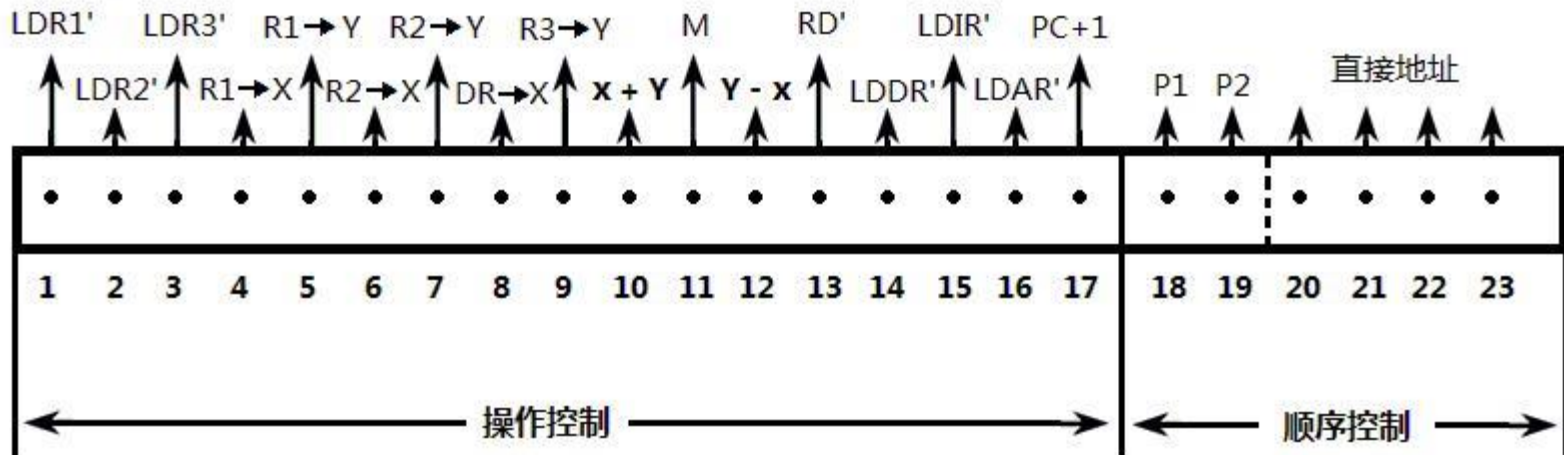 LDR1' LDR3' R1→Y R2→Y R3→Y M RD' LDIR' PC+1
直接地址
LDR2' R1→X R2→X DR→X X + Y Y - X LDDR' LDAR' P1 P2
1 2 3 4 5 6 7 8 9 10 11 12 13 14 15 16 17 18 19 20 21 22 23
操作控制 顺序控制